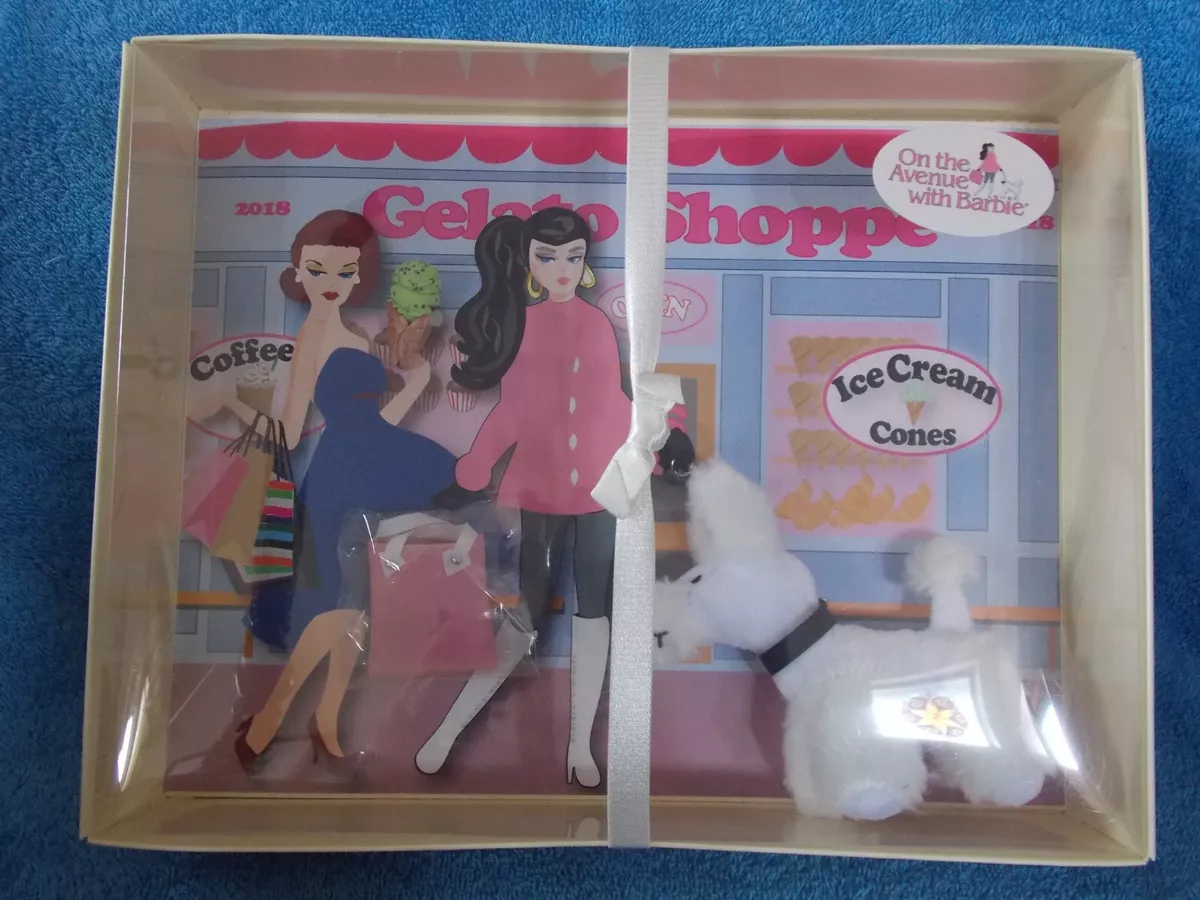 On the
Avenue
with Barbie®
2018
Gelato Shoppe
18
OPEN
Coffee
Ice Cream
Cones